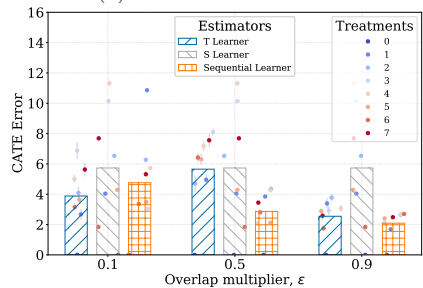 16
14
12
10
8
6
4
2
0
CATE Error
Estimators
T Learner
S Learner
Sequential Learner
Treatments
0
1
2
3
4
5
6
7
0.1
0.5
0.9
Overlap multiplier, ε